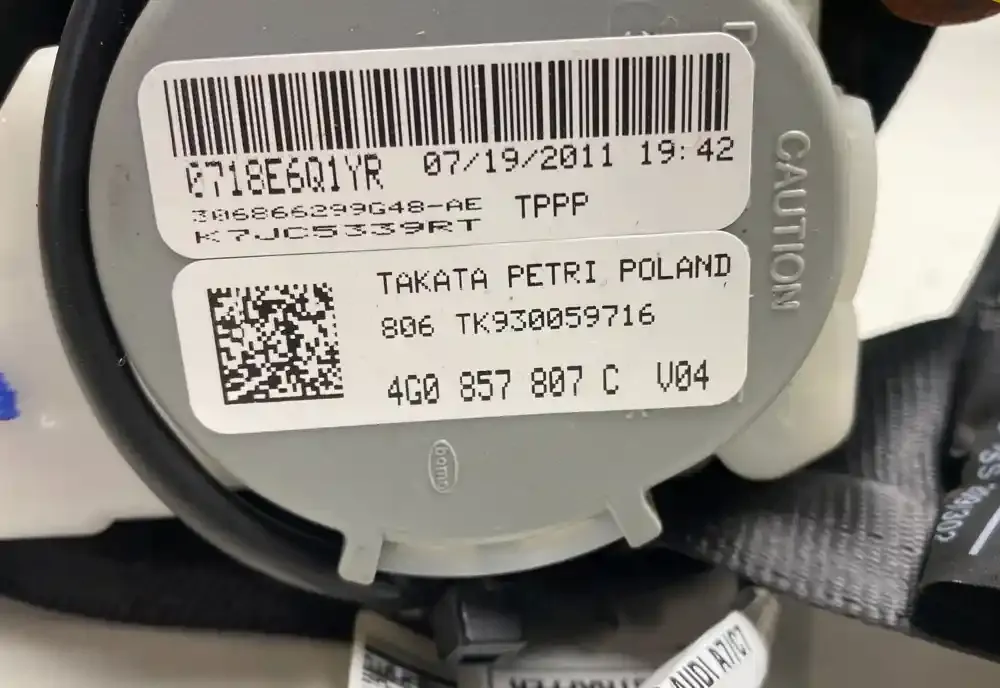 0718E6Q1YR 07/19/2011 19:42
306866299G48-AE TPPP
K7JC5339RT
TAKATA PETRI POLAND
806 TK930059716
4G0 857 807 C V04
CAUTION
bomo
AUDI A7/C7